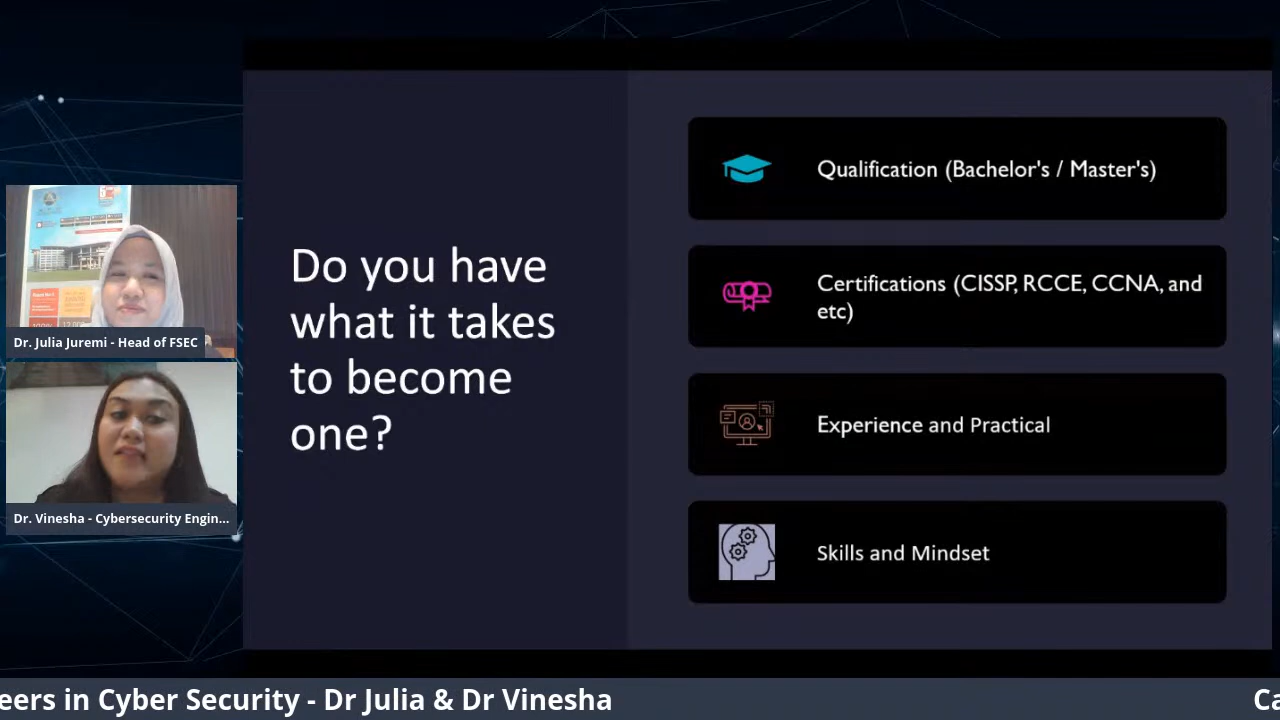 Do you have
what it takes
to become
one?
Qualification (Bachelor's / Master's)
Certifications (CISSP, RCCE, CCNA, and
etc)
Experience and Practical
Skills and Mindset
Dr. Julia Juremi - Head of FSEC
Dr. Vinesha - Cybersecurity Engin...
eers in Cyber Security - Dr Julia & Dr Vinesha
Ca